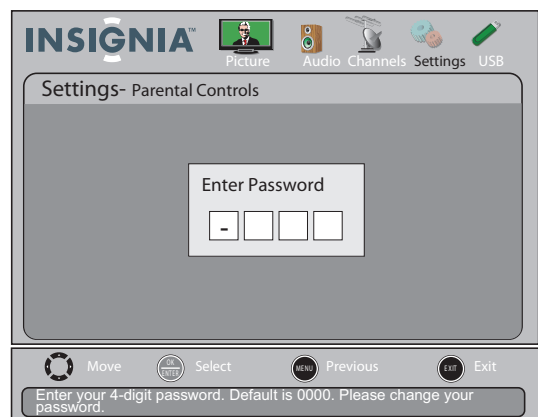 INSIGNIA™
Picture Audio Channels Settings USB
Settings- Parental Controls
Enter Password
-
OK ENTER MENU EXIT
Move Select Previous Exit
Enter your 4-digit password. Default is 0000. Please change your
password.